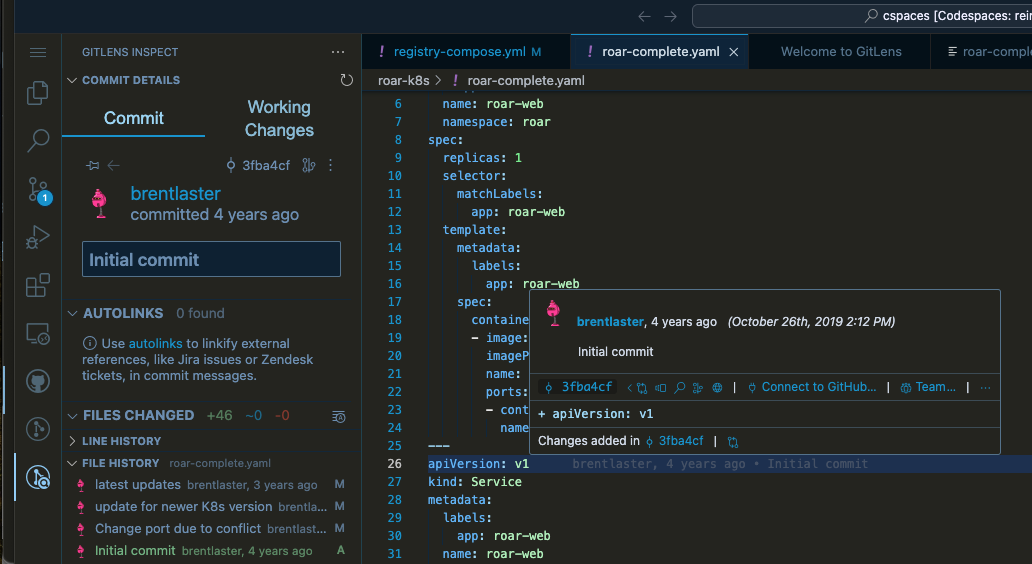 cspaces [Codespaces: rein
GITLENS INSPECT
COMMIT DETAILS
Commit
Working Changes
3fba4cf
brentlaster
committed 4 years ago
Initial commit
AUTOLINKS 0 found
Use autolinks to linkify external
references, like Jira issues or Zendesk
tickets, in commit messages.
FILES CHANGED +46 ~0 -0
LINE HISTORY
FILE HISTORY roar-complete.yaml
latest updates brentlaster, 3 years ago M
update for newer K8s version brentla... M
Change port due to conflict brentlast... M
Initial commit brentlaster, 4 years ago A
1
! registry-compose.yml M
! roar-complete.yaml ×
Welcome to GitLens
roar-comple
roar-k8s > ! roar-complete.yaml
6 name: roar-web
7 namespace: roar
8 spec:
9 replicas: 1
10 selector:
11 matchLabels:
12 app: roar-web
13 template:
14 metadata:
15 labels:
16 app: roar-web
17 spec:
18 containe
19 - image:
20 imageP
21 name:
22 ports:
23 - cont
24 name
25 ---
26 apiVersion: v1 brentlaster, 4 years ago • Initial commit
27 kind: Service
28 metadata:
29 labels:
30 app: roar-web
31 name: roar-web
brentlaster, 4 years ago (October 26th, 2019 2:12 PM)
Initial commit
3fba4cf | Connect to GitHub... | Team... | ...
+ apiVersion: v1
Changes added in 3fba4cf |